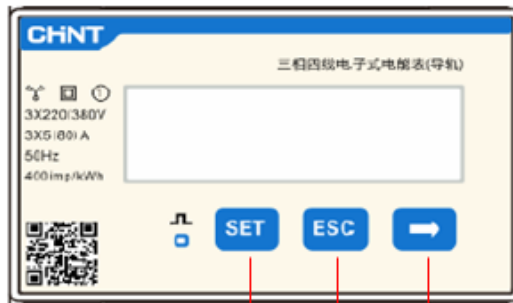 CHNT
三相四线电子式电能表(导轨)
3X220/380V
3X5(80)A
50Hz
400imp/kWh
SET
ESC